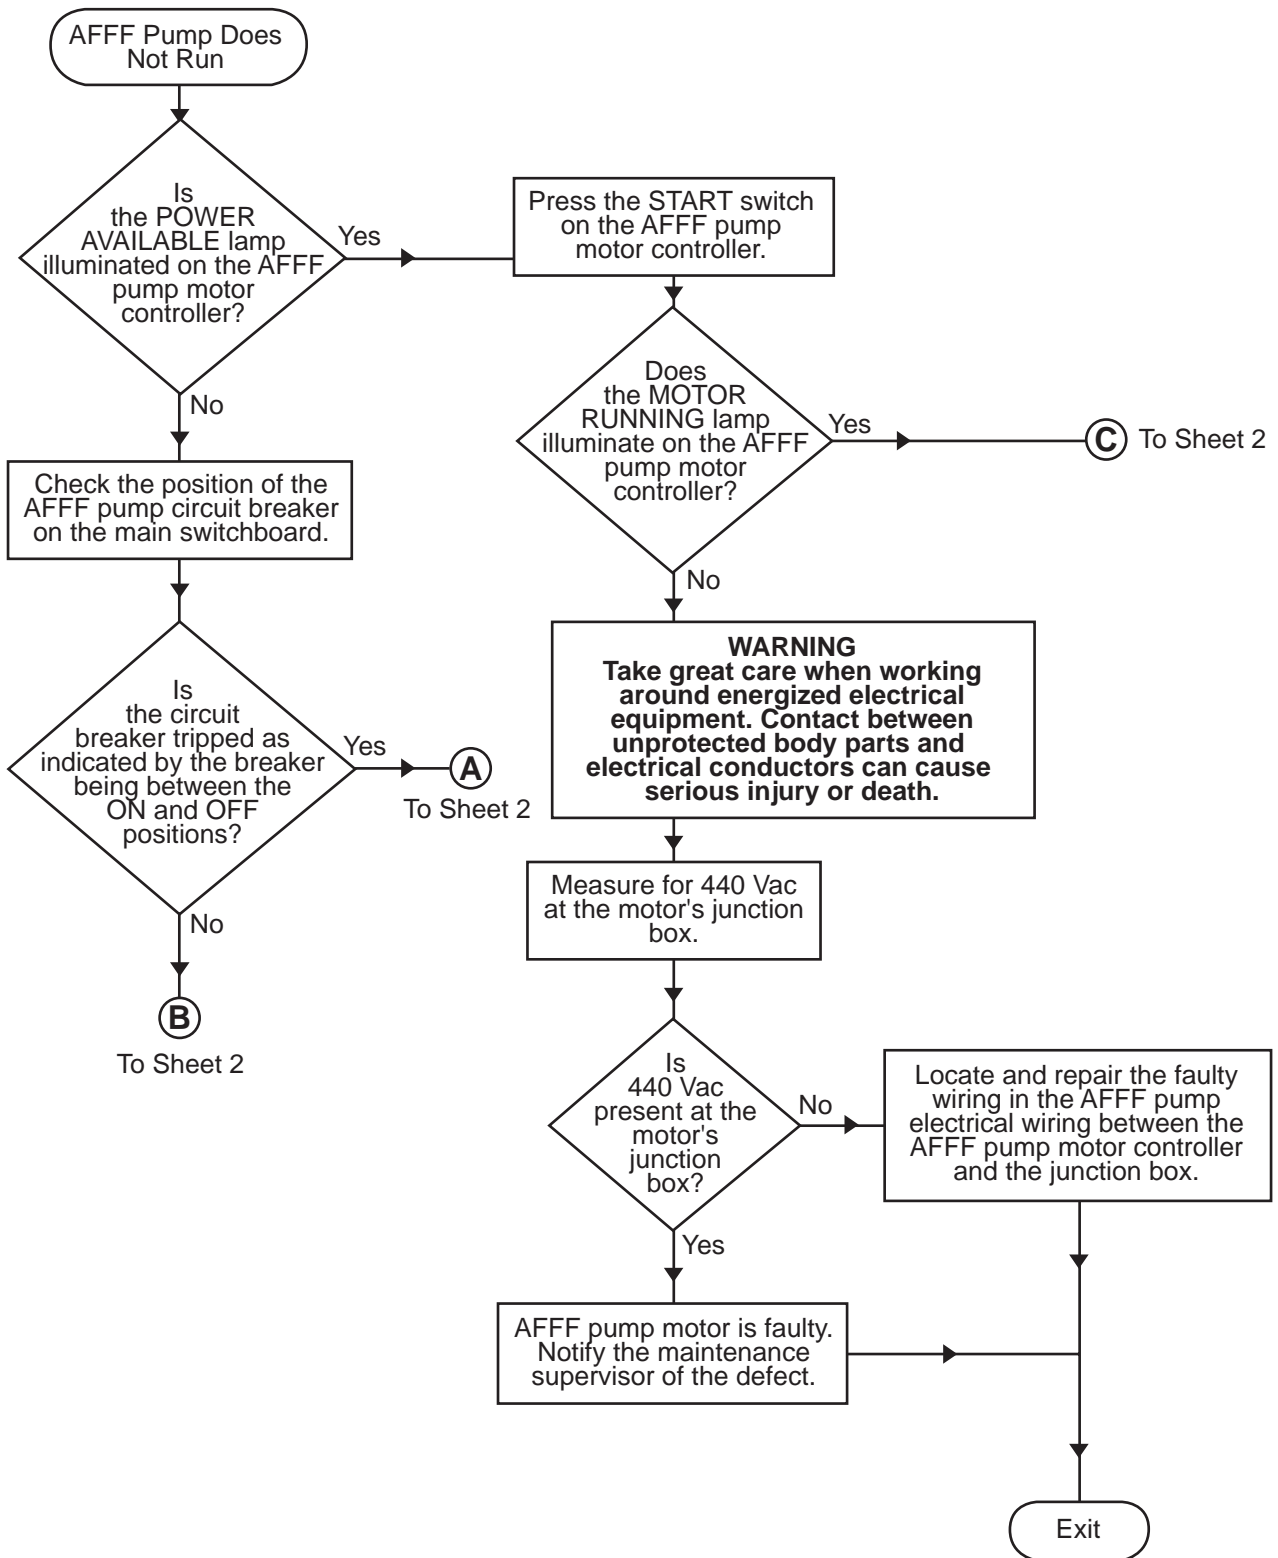 AFFF Pump Does
Not Run
Is
the POWER
AVAILABLE lamp
illuminated on the AFFF
pump motor
controller?
Yes
No
Press the START switch
on the AFFF pump
motor controller.
Does
the MOTOR
RUNNING lamp
illuminate on the AFFF
pump motor
controller?
Yes
C
To Sheet 2
No
Check the position of the
AFFF pump circuit breaker
on the main switchboard.
Is
the circuit
breaker tripped as
indicated by the breaker
being between the
ON and OFF
positions?
Yes
A
To Sheet 2
No
B
To Sheet 2
WARNING
Take great care when working
around energized electrical
equipment. Contact between
unprotected body parts and
electrical conductors can cause
serious injury or death.
Measure for 440 Vac
at the motor's junction
box.
Is
440 Vac
present at the
motor's
junction
box?
No
Locate and repair the faulty
wiring in the AFFF pump
electrical wiring between the
AFFF pump motor controller
and the junction box.
Yes
AFFF pump motor is faulty.
Notify the maintenance
supervisor of the defect.
Exit